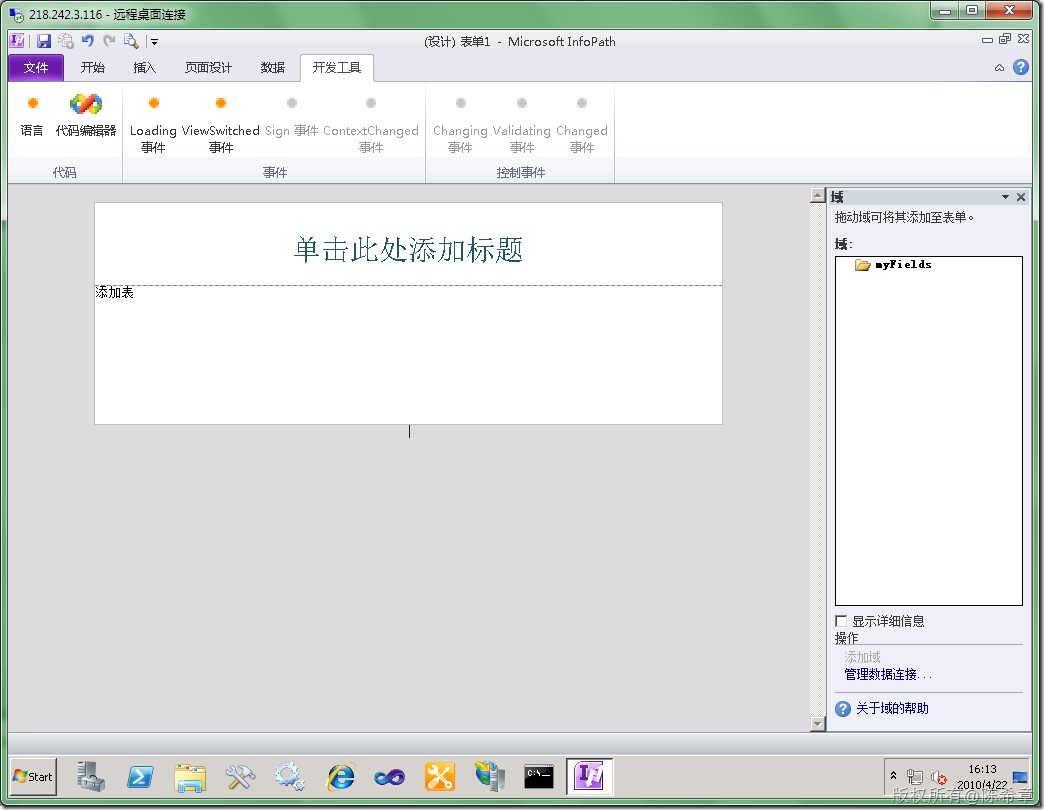 218.242.3.116 - 远程桌面连接
(设计) 表单1 - Microsoft InfoPath
文件 开始 插入 页面设计 数据 开发工具
语言 代码编辑器 Loading 事件 ViewSwitched 事件 Sign 事件 ContextChanged 事件 Changing 事件 Validating 事件 Changed 事件
代码 事件 控制事件
单击此处添加标题
添加表
域
拖动域可将其添加至表单。
域:
myFields
显示详细信息
操作
添加域
管理数据连接...
关于域的帮助
Start
C:\_
16:13
2010/4/22
版权所有@陈希章